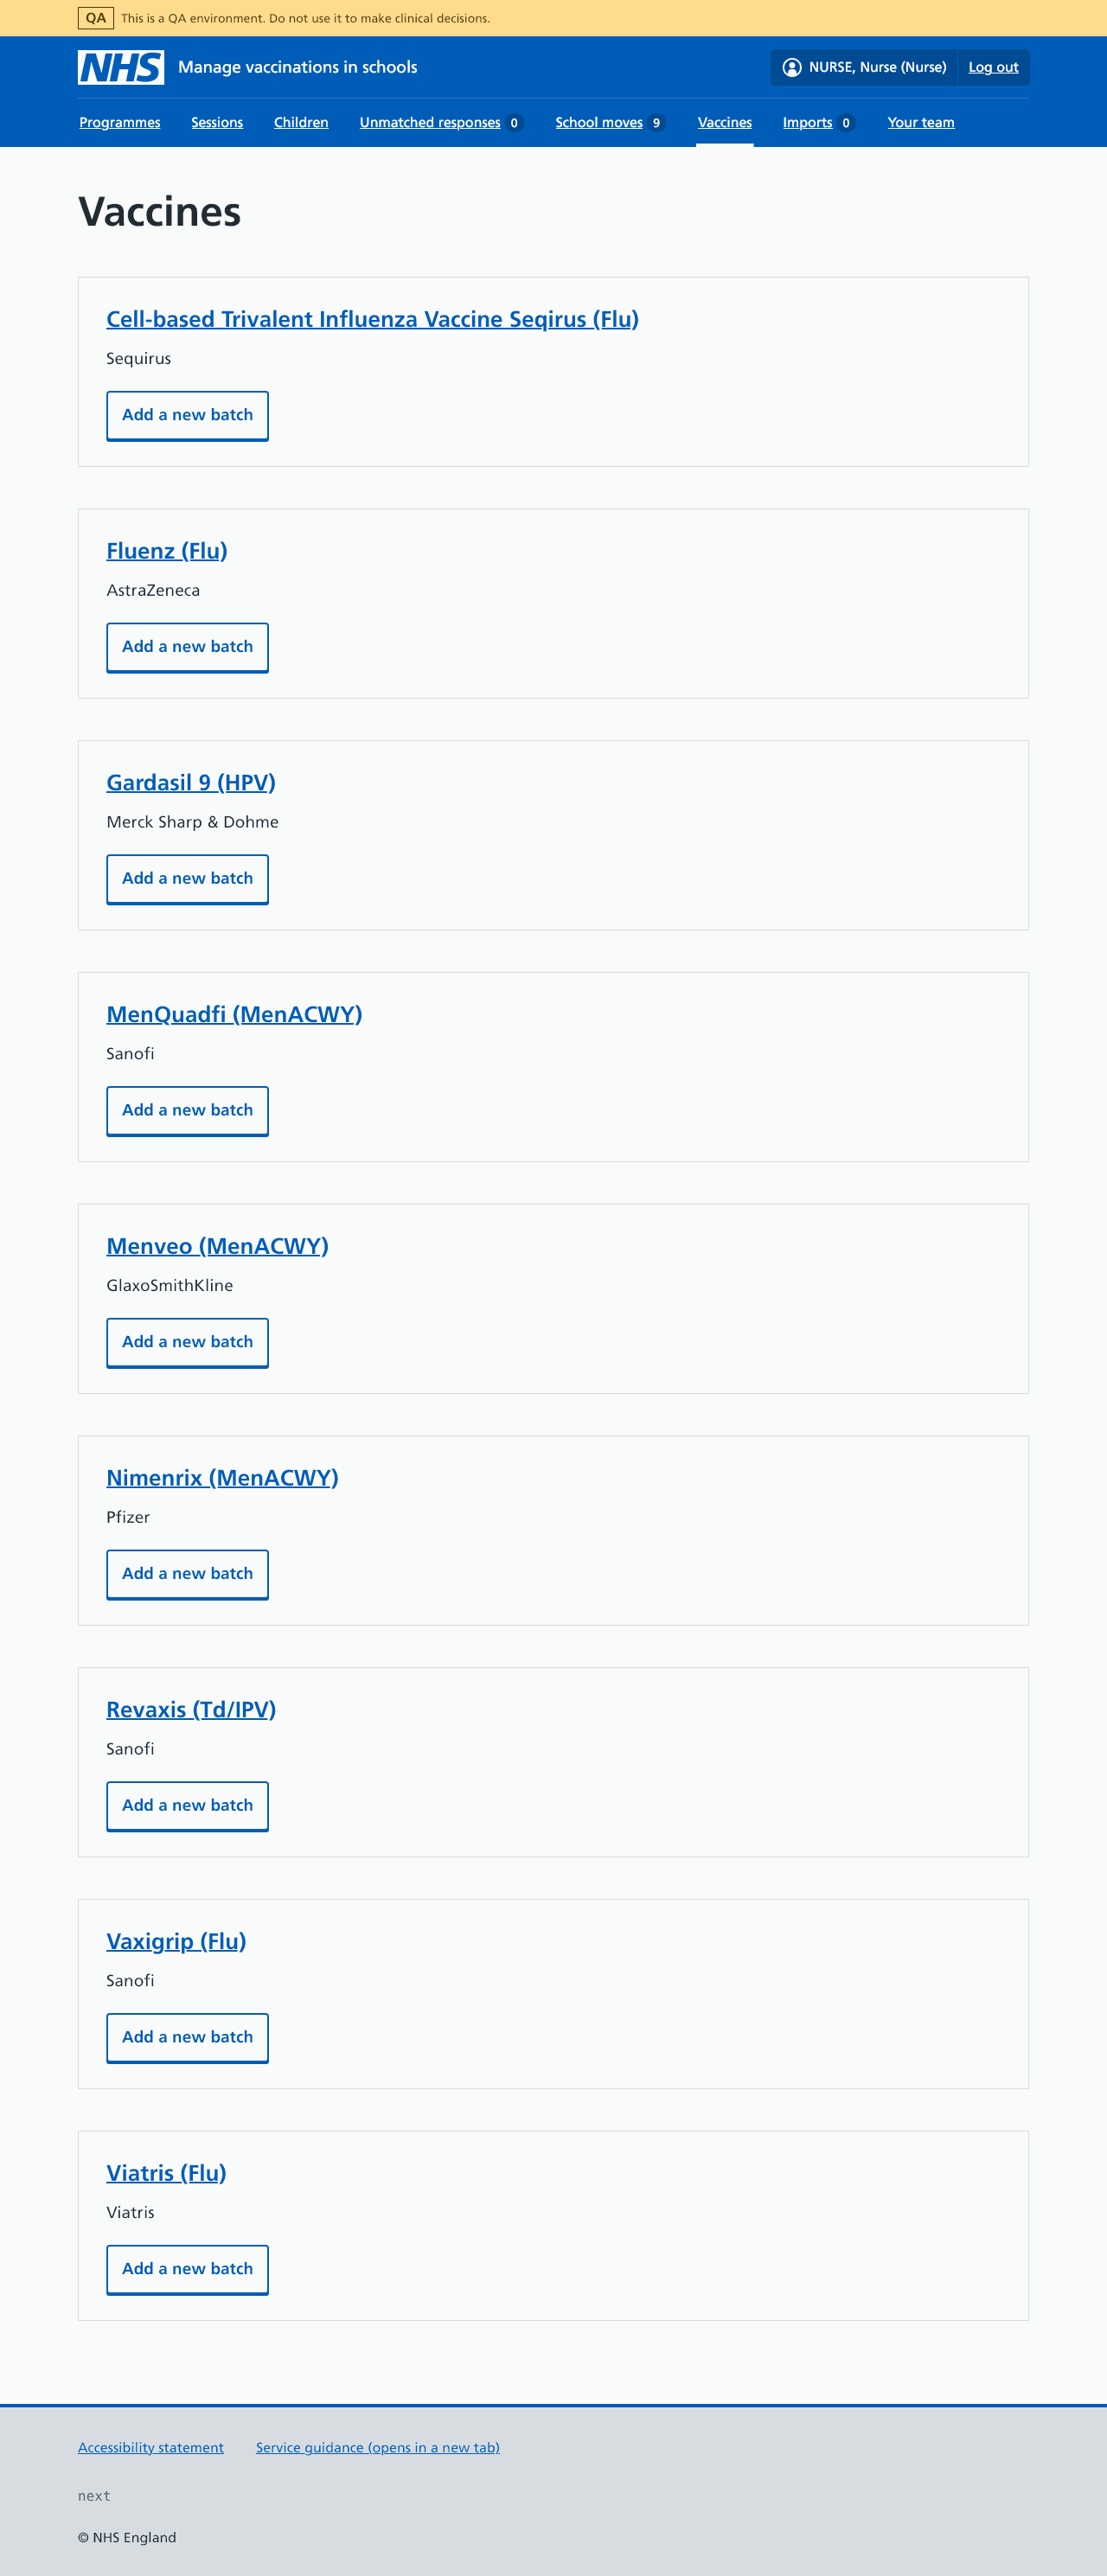 QA This is a QA environment. Do not use it to make clinical decisions.
NHS Manage vaccinations in schools NURSE, Nurse (Nurse) Log out
Programmes Sessions Children Unmatched responses 0 School moves 9 Vaccines Imports 0 Your team
Vaccines
Cell-based Trivalent Influenza Vaccine Seqirus (Flu)
Sequirus
Add a new batch
Fluenz (Flu)
AstraZeneca
Add a new batch
Gardasil 9 (HPV)
Merck Sharp & Dohme
Add a new batch
MenQuadfi (MenACWY)
Sanofi
Add a new batch
Menveo (MenACWY)
GlaxoSmithKline
Add a new batch
Nimenrix (MenACWY)
Pfizer
Add a new batch
Revaxis (Td/IPV)
Sanofi
Add a new batch
Vaxigrip (Flu)
Sanofi
Add a new batch
Viatris (Flu)
Viatris
Add a new batch
Accessibility statement Service guidance (opens in a new tab)
next
© NHS England